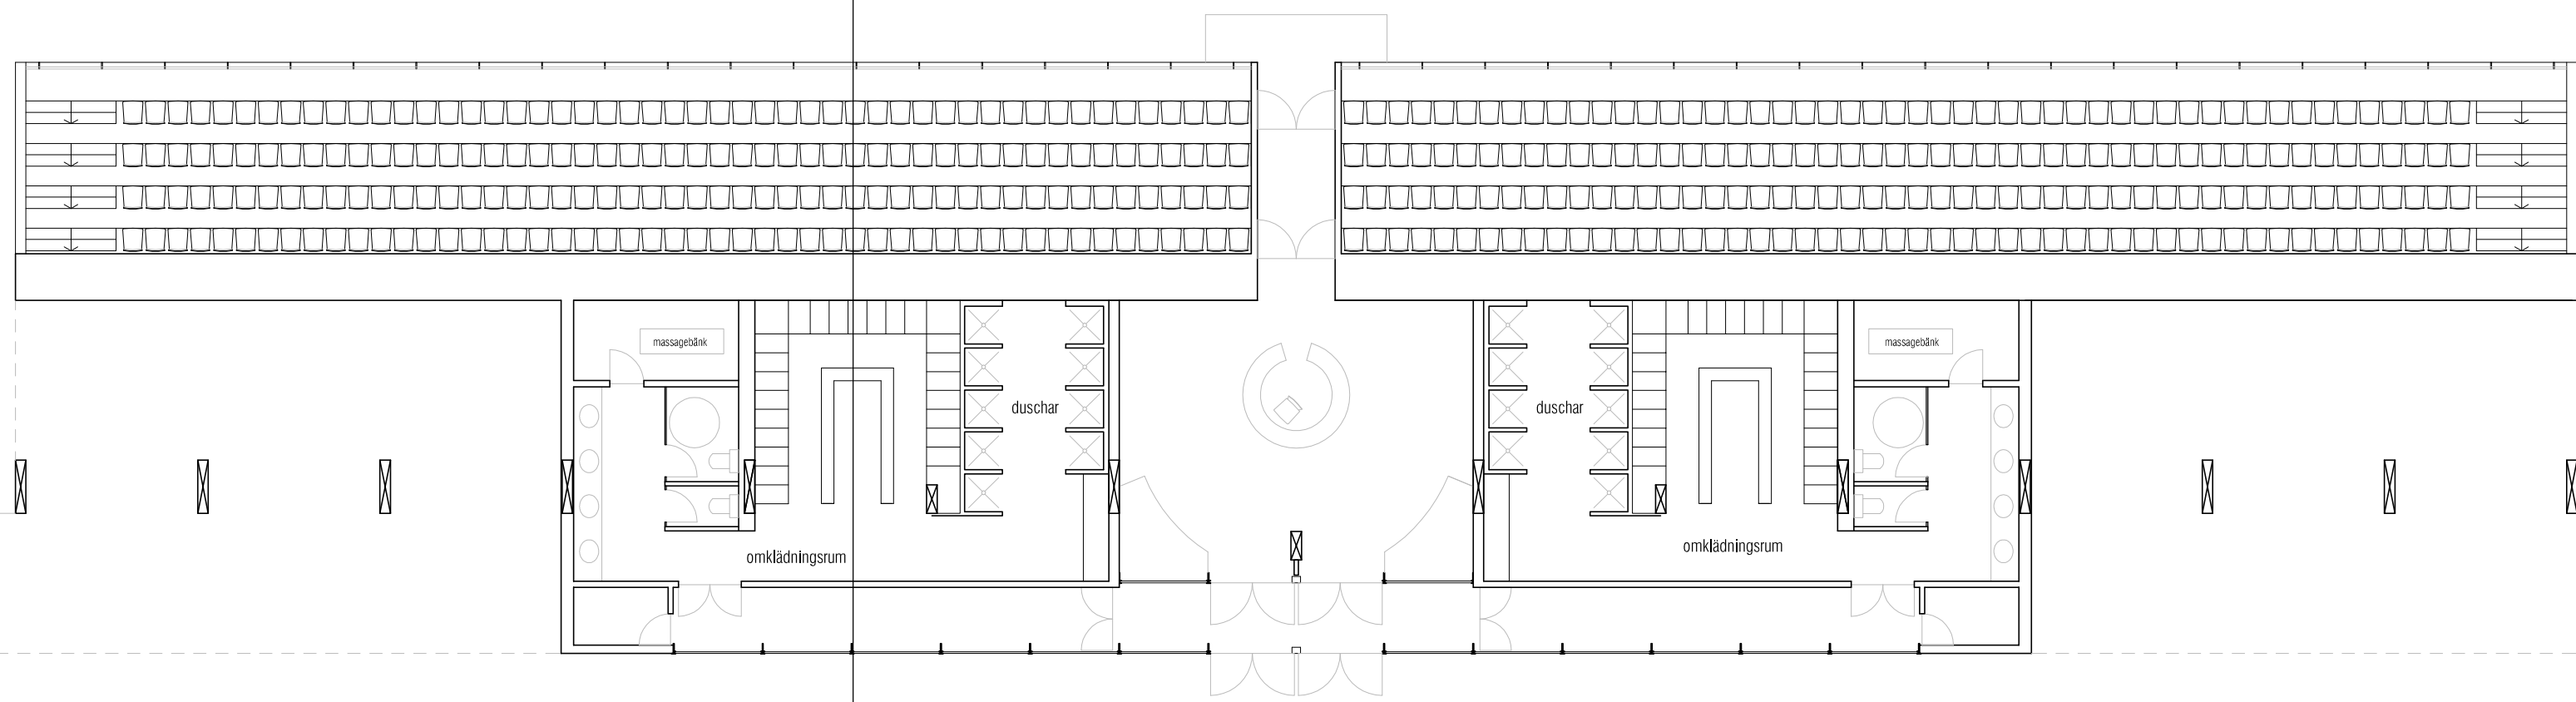 massagebänk
massagebänk
duschar
duschar
omklädningsrum
omklädningsrum